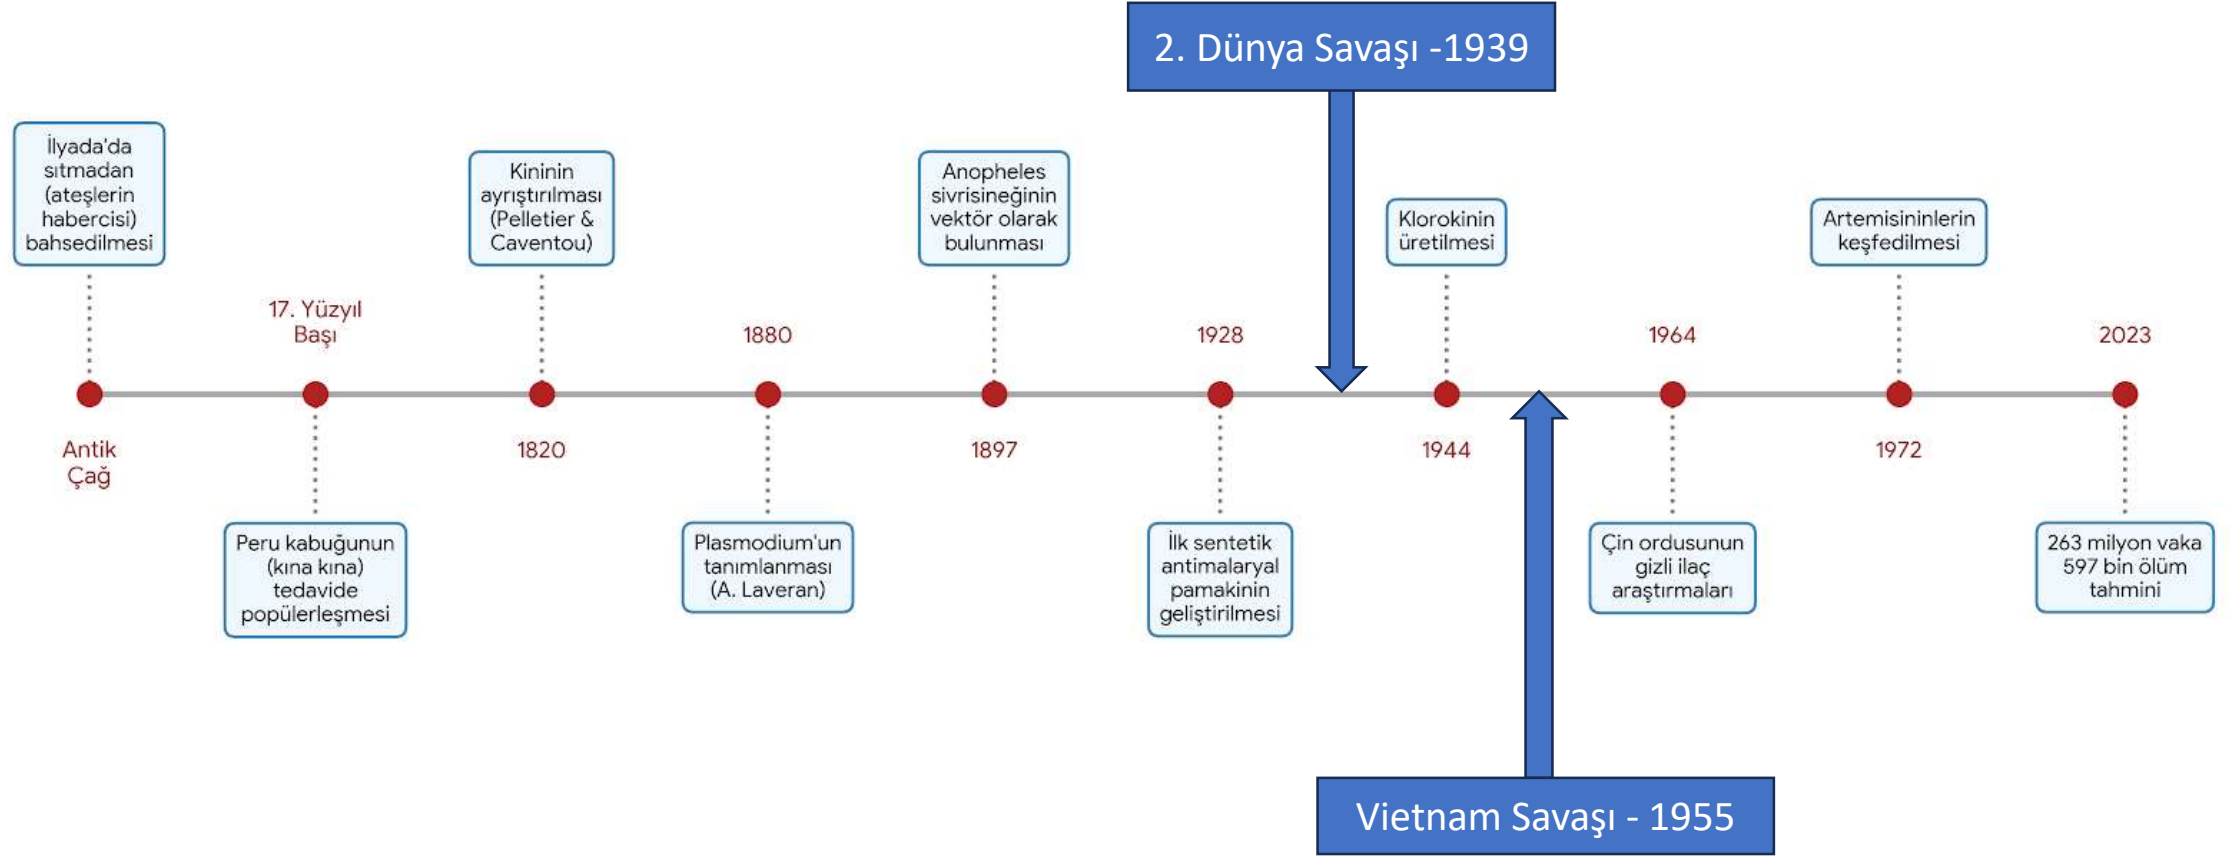 2. Dünya Savaşı -1939
İlyada'da
sıtmadan
(ateşlerin
habercisi)
bahsedilmesi
Antik
Çağ
17. Yüzyıl
Başı
Peru kabuğunun
(kına kına)
tedavide
popülerleşmesi
Kininin
ayrıştırılması
(Pelletier &
Caventou)
1820
1880
Plasmodium'un
tanımlanması
(A. Laveran)
Anopheles
sivrisineğinin
vektör olarak
bulunması
1897
1928
İlk sentetik
antimalaryal
pamakinin
geliştirilmesi
Klorokinin
üretilmesi
1944
1964
Çin ordusunun
gizli ilaç
araştırmaları
Artemisininlerin
keşfedilmesi
1972
2023
263 milyon vaka
597 bin ölüm
tahmini
Vietnam Savaşı - 1955